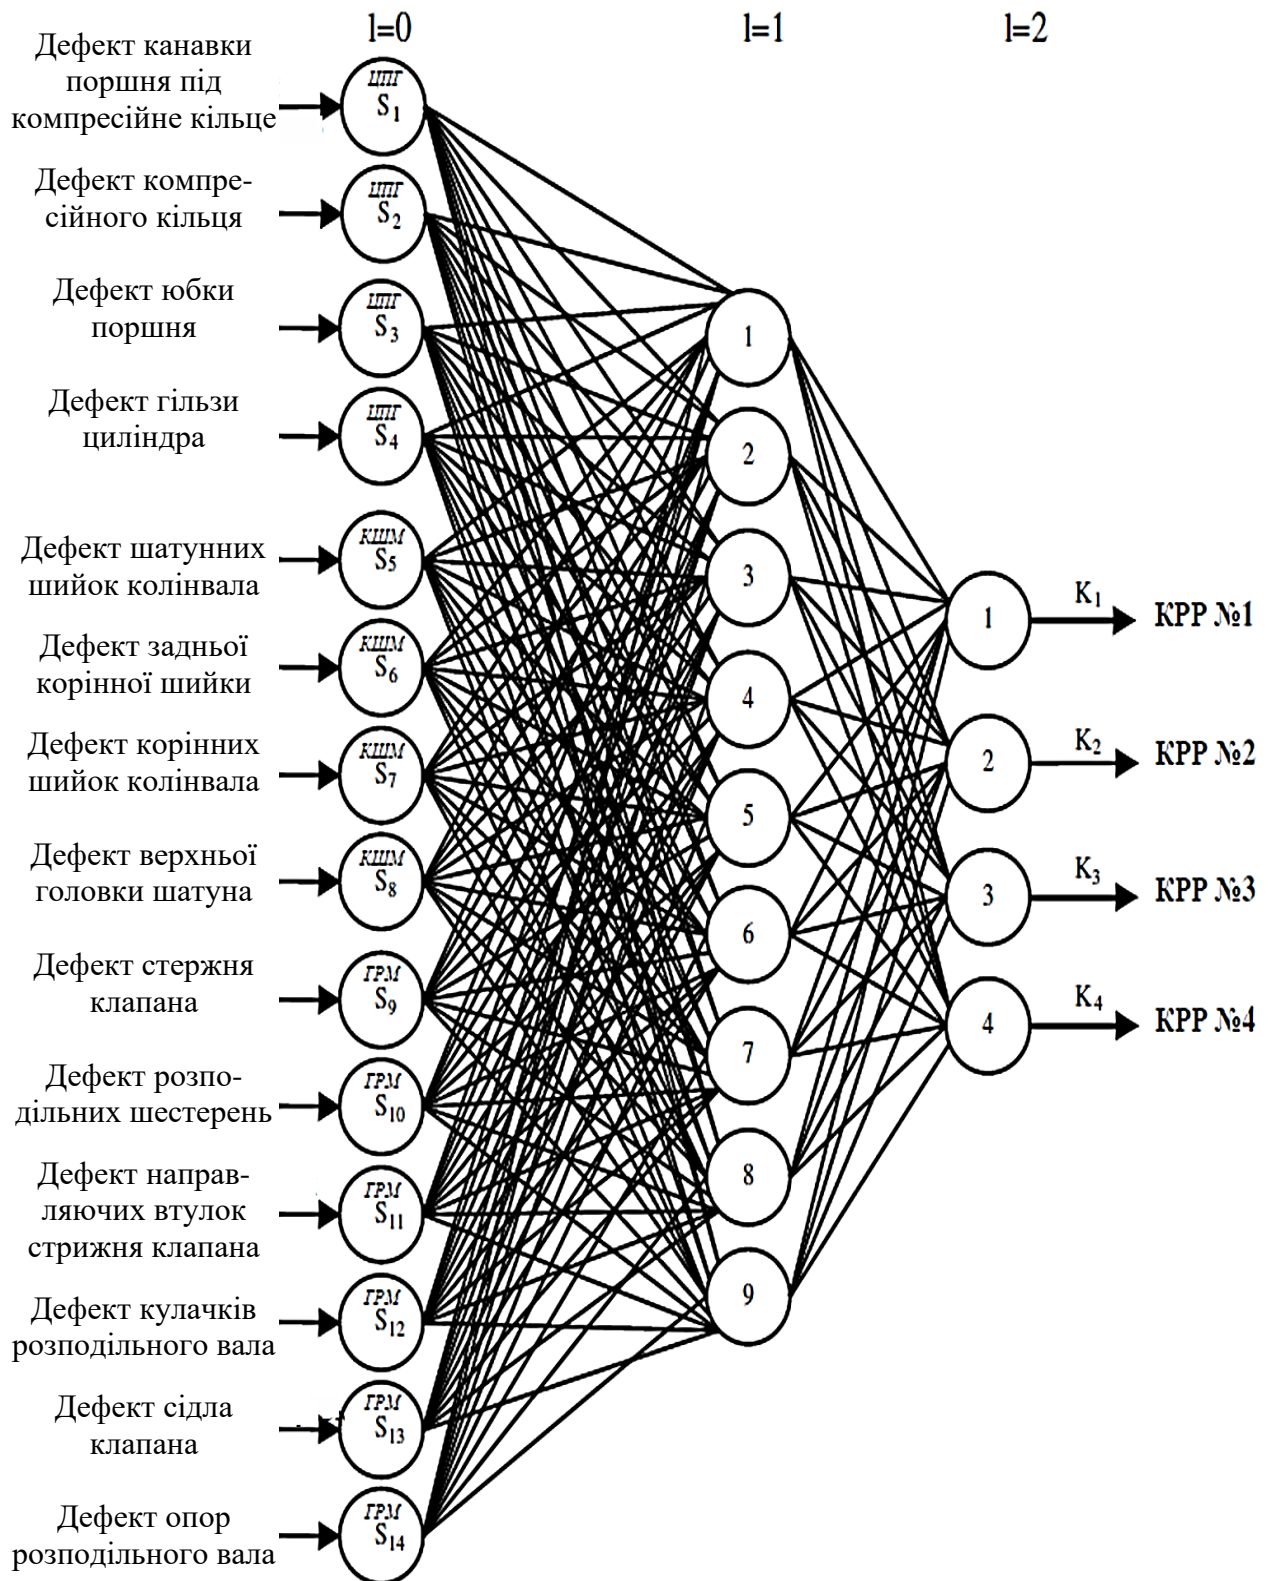 l=0
l=1
l=2
Дефект канавки
поршня під
компресійне кільце
ЦПГ
S1
Дефект компре-
сійного кільця
ЦПГ
S2
Дефект юбки
поршня
ЦПГ
S3
Дефект гільзи
циліндра
ЦПГ
S4
Дефект шатунних
шийок колінвала
КШМ
S5
Дефект задньої
корінної шийки
КШМ
S6
Дефект корінних
шийок колінвала
КШМ
S7
Дефект верхньої
головки шатуна
КШМ
S8
Дефект стержня
клапана
ГРМ
S9
Дефект розпо-
дільних шестерень
ГРМ
S10
Дефект направ-
ляючих втулок
стрижня клапана
ГРМ
S11
Дефект кулачків
розподільного вала
ГРМ
S12
Дефект сідла
клапана
ГРМ
S13
Дефект опор
розподільного вала
ГРМ
S14
1
2
3
4
5
6
7
8
9
1
K1
КРР №1
2
K2
КРР №2
3
K3
КРР №3
4
K4
КРР №4